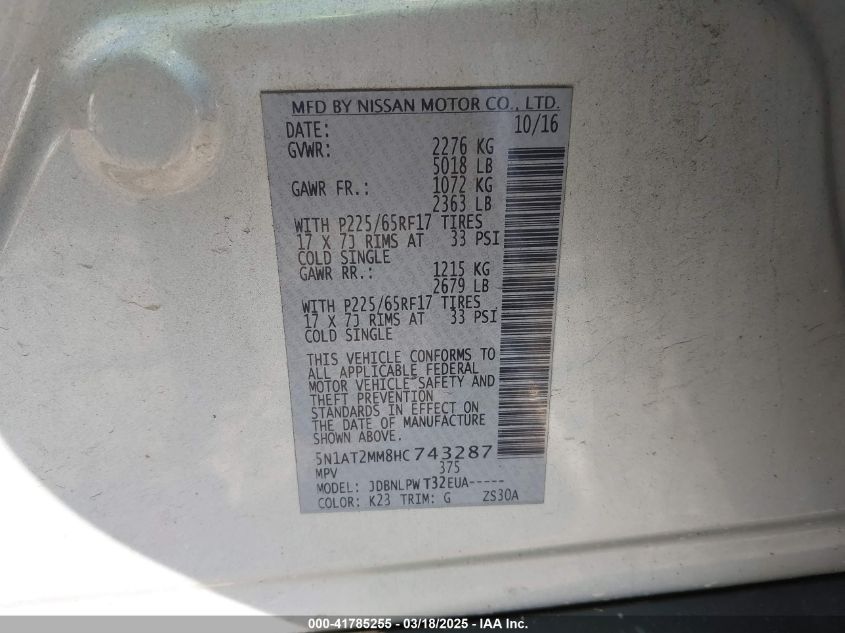 MFD BY NISSAN MOTOR CO., LTD.
DATE: 10/16
GVWR: 2276 KG
5018 LB
GAWR FR.: 1072 KG
2363 LB
WITH P225/65RF17 TIRES
17 X 7J RIMS AT 33 PSI
COLD SINGLE
GAWR RR.: 1215 KG
2679 LB
WITH P225/65RF17 TIRES
17 X 7J RIMS AT 33 PSI
COLD SINGLE
THIS VEHICLE CONFORMS TO
ALL APPLICABLE FEDERAL
MOTOR VEHICLE SAFETY AND
THEFT PREVENTION
STANDARDS IN EFFECT ON
THE DATE OF MANUFACTURE
SHOWN ABOVE.
5N1AT2MM8HC743287
MPV 375
MODEL: JDBNLPWT32EUA-----
COLOR: K23 TRIM: G ZS30A
000-41785255 - 03/18/2025 - IAA Inc.